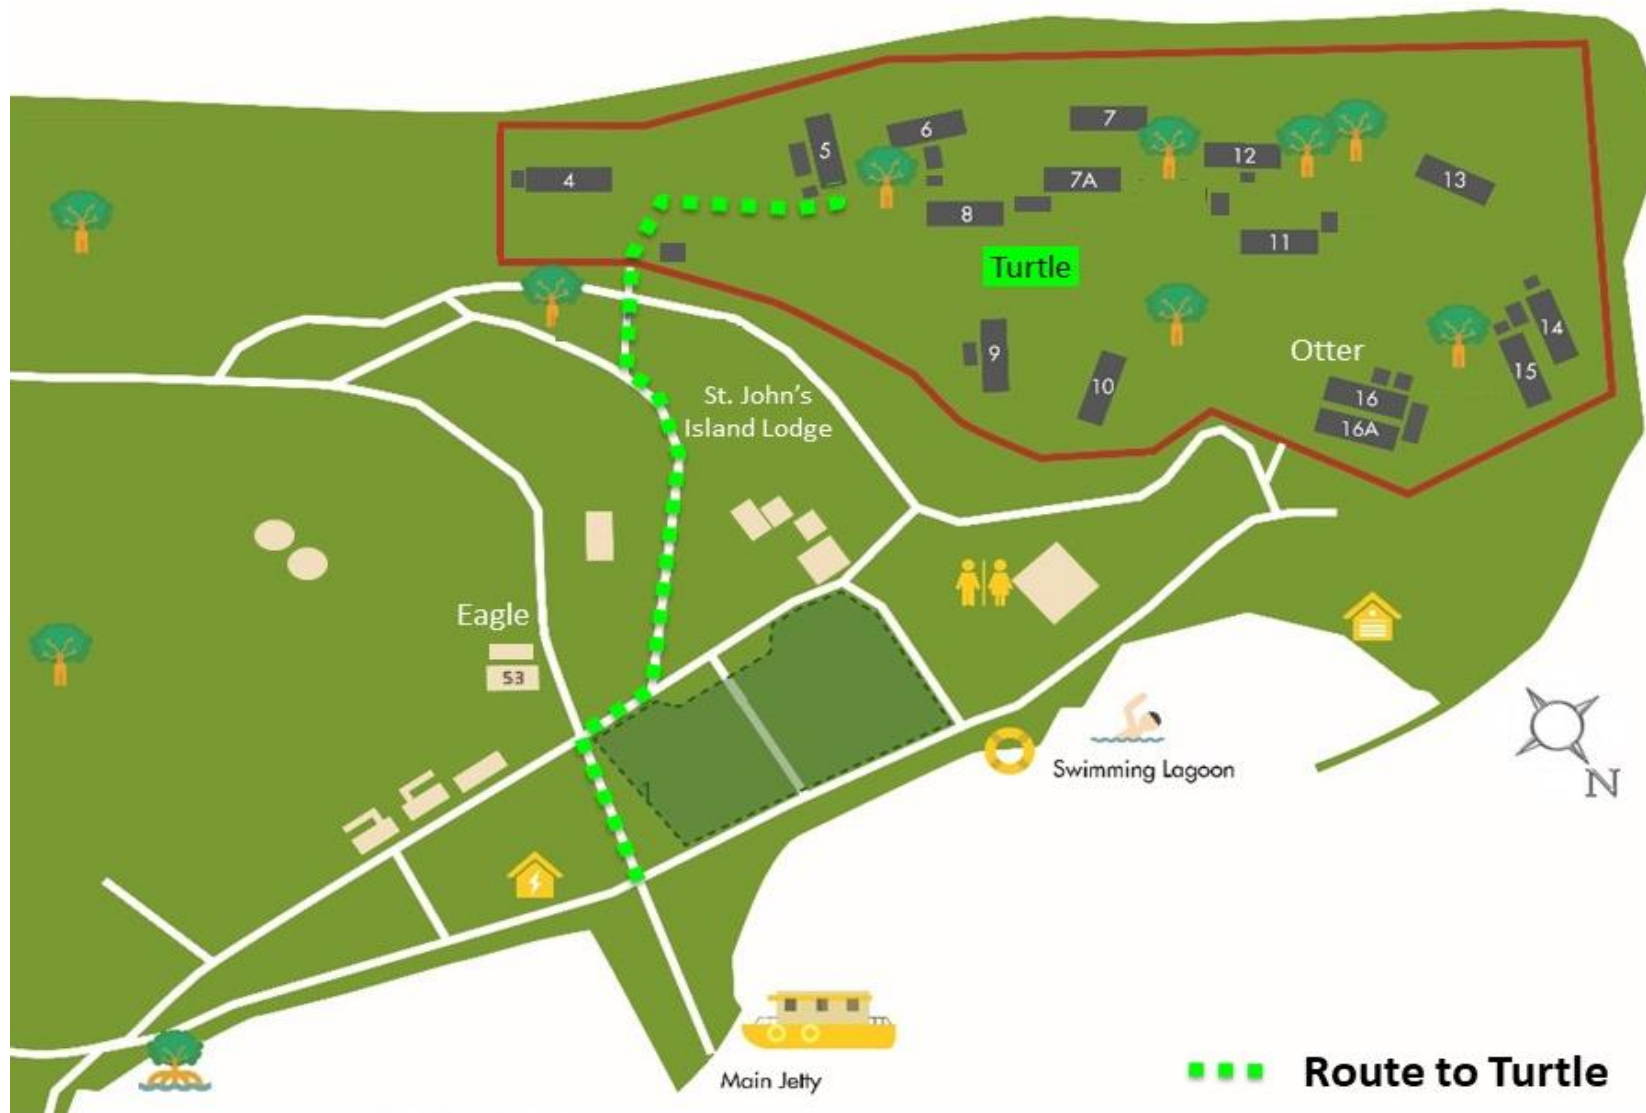 6
7
5
12
4
7A
13
8
11
Turtle
14
9
Otter
15
10
16
St. John's
Island Lodge
16A
Eagle
53
Swimming Lagoon
N
Main Jetty
Route to Turtle